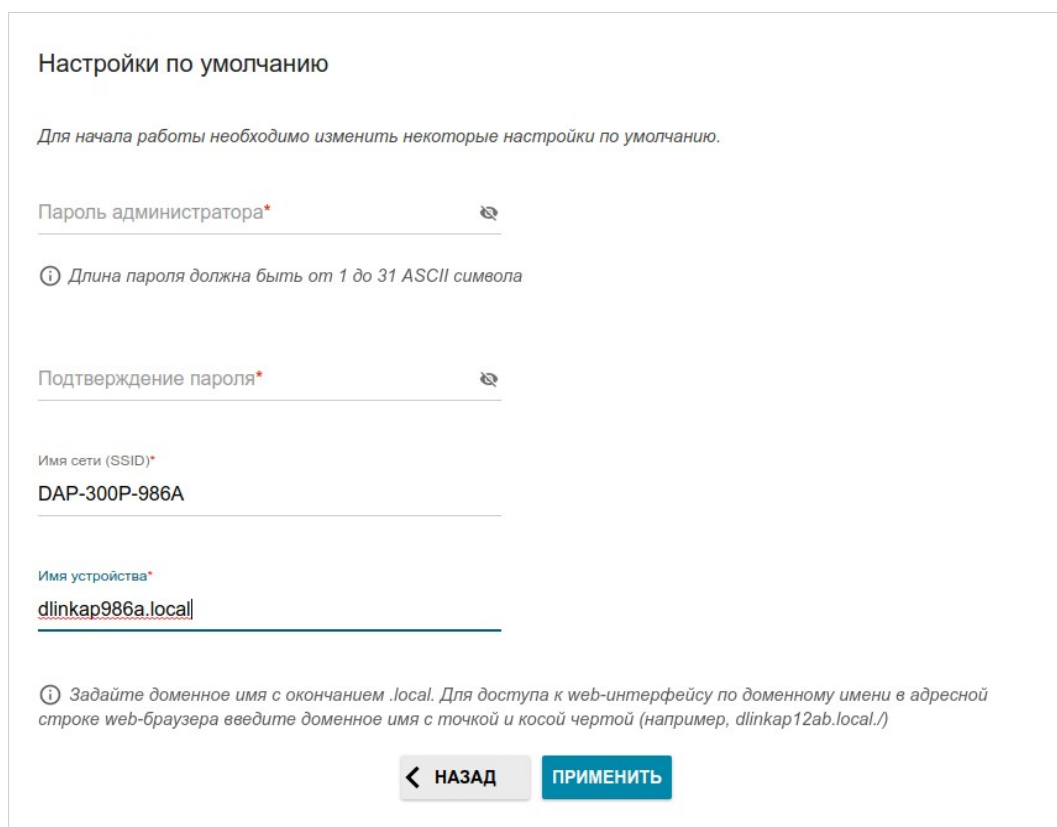 Настройки по умолчанию
Для начала работы необходимо изменить некоторые настройки по умолчанию.
Пароль администратора*
Длина пароля должна быть от 1 до 31 ASCII символа
Подтверждение пароля*
Имя сети (SSID)*
DAP-300P-986A
Имя устройства*
dlinkap986a.local
Задайте доменное имя с окончанием .local. Для доступа к web-интерфейсу по доменному имени в адресной
строке web-браузера введите доменное имя с точкой и косой чертой (например, dlinkap12ab.local./)
НАЗАД ПРИМЕНИТЬ